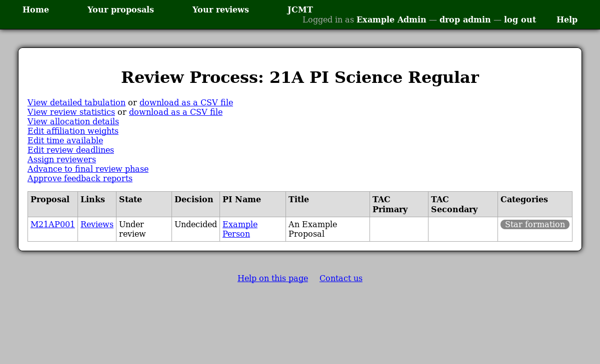 Home Your proposals Your reviews JCMT
Logged in as Example Admin — drop admin — log out Help
Review Process: 21A PI Science Regular
View detailed tabulation or download as a CSV file
View review statistics or download as a CSV file
View allocation details
Edit affiliation weights
Edit time available
Edit review deadlines
Assign reviewers
Advance to final review phase
Approve feedback reports
Proposal Links State Decision PI Name Title TAC Primary TAC Secondary Categories
M21AP001 Reviews Under review Undecided Example Person An Example Proposal Star formation
Help on this page Contact us